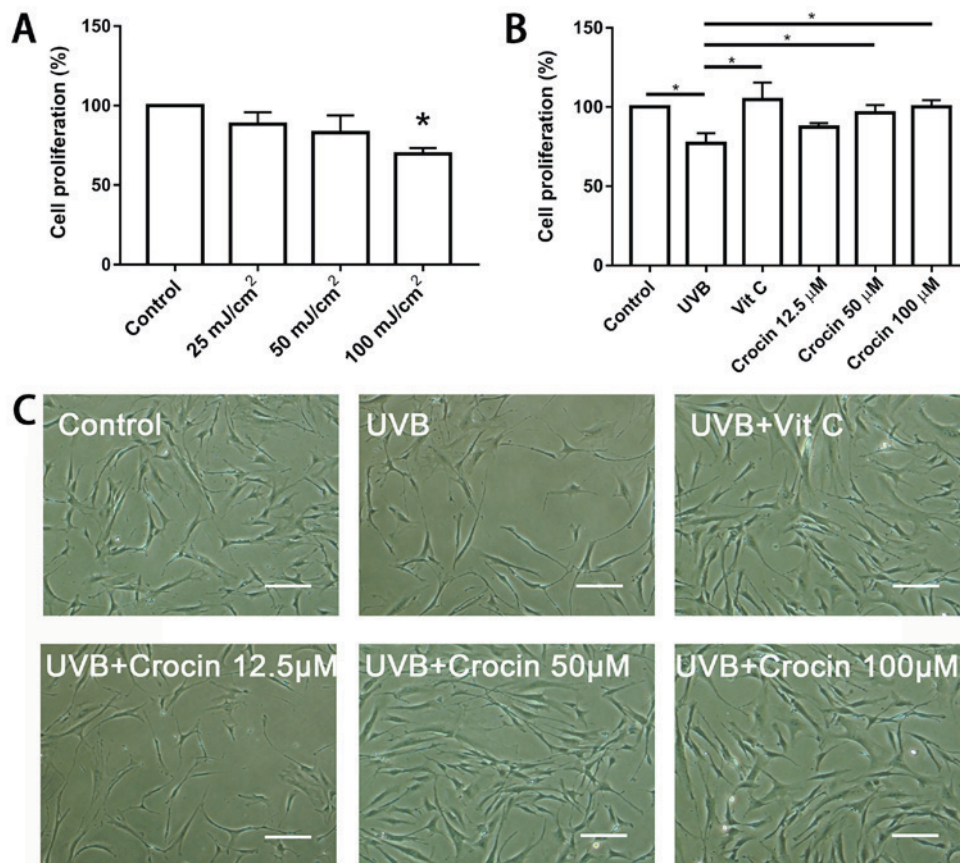 A
Cell proliferation (%)
150
100
50
0
*
Control
25 mJ/cm²
50 mJ/cm²
100 mJ/cm²
B
Cell proliferation (%)
150
100
50
0
*
*
*
*
Control
UVB
Vit C
Crocin 12.5 μM
Crocin 50 μM
Crocin 100 μM
C
Control
UVB
UVB+Vit C
UVB+Crocin 12.5μM
UVB+Crocin 50μM
UVB+Crocin 100μM